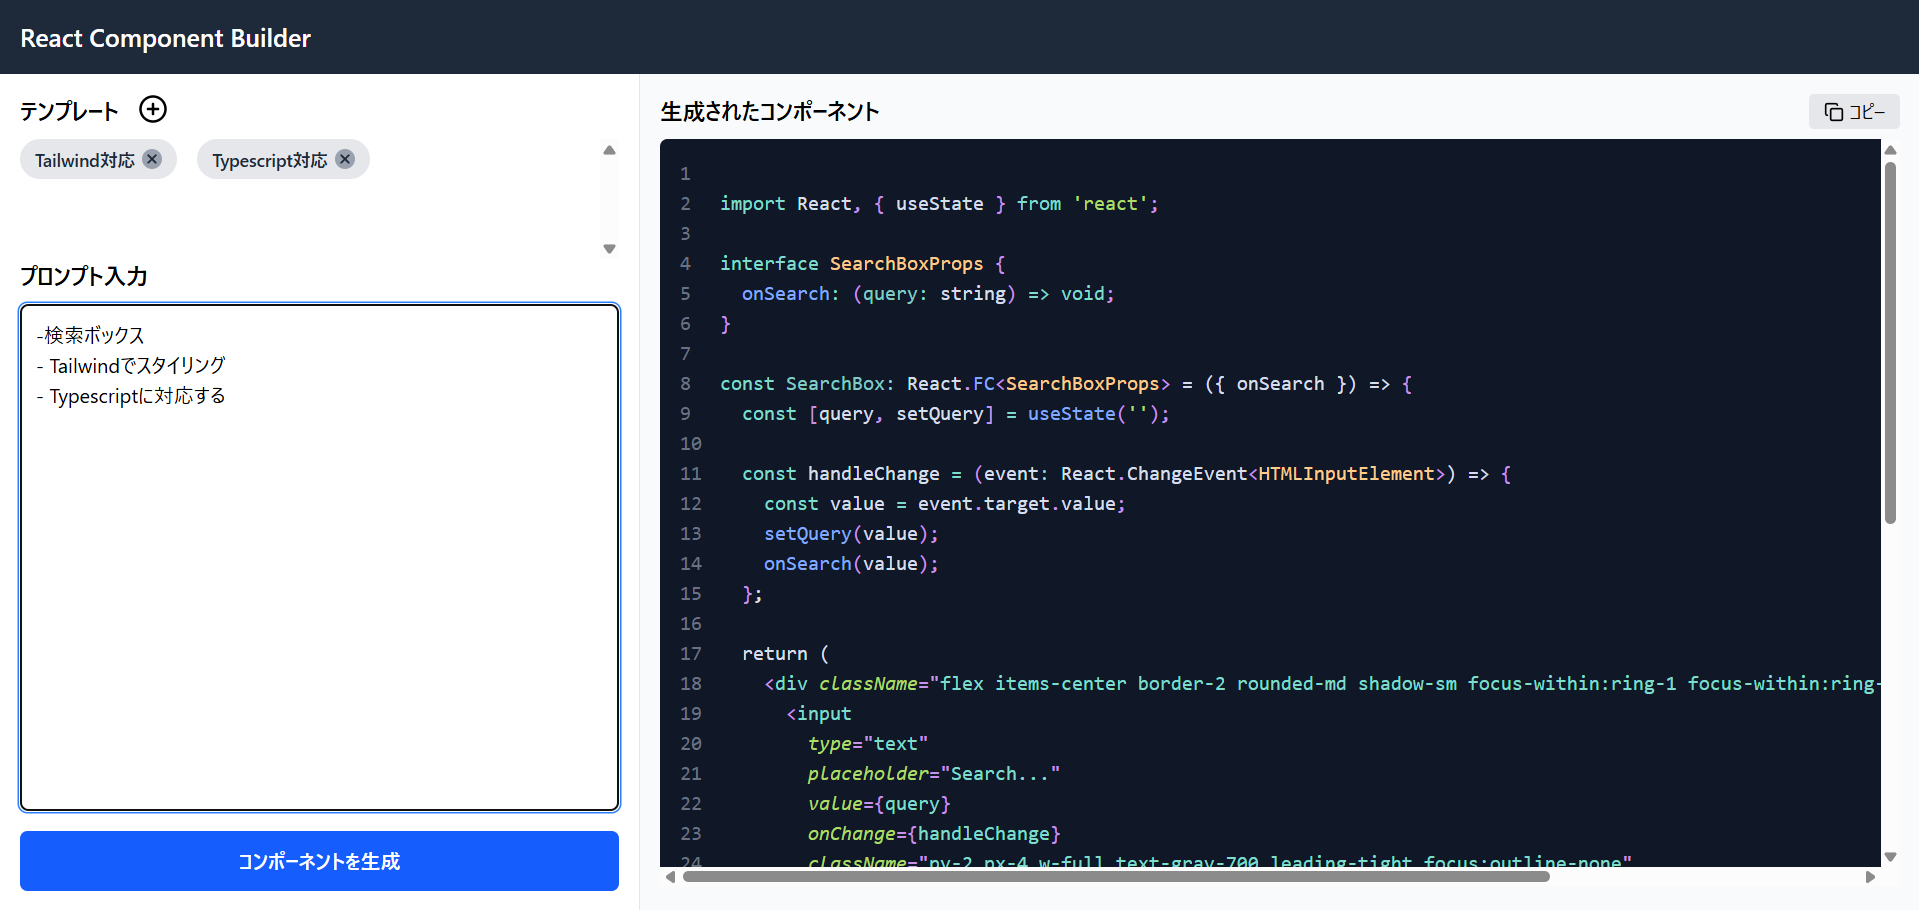 React Component Builder
テンプレート
Tailwind対応
Typescript対応
プロンプト入力
-検索ボックス
- Tailwindでスタイリング
- Typescriptに対応する
コンポーネントを生成
生成されたコンポーネント
コピー
1
2 import React, { useState } from 'react';
3
4 interface SearchBoxProps {
5   onSearch: (query: string) => void;
6 }
7
8 const SearchBox: React.FC<SearchBoxProps> = ({ onSearch }) => {
9   const [query, setQuery] = useState('');
10
11   const handleChange = (event: React.ChangeEvent<HTMLInputElement>) => {
12     const value = event.target.value;
13     setQuery(value);
14     onSearch(value);
15   };
16
17   return (
18     <div className="flex items-center border-2 rounded-md shadow-sm focus-within:ring-1 focus-within:ring-
19       <input
20         type="text"
21         placeholder="Search..."
22         value={query}
23         onChange={handleChange}
24         className="py-2 px-4 w-full text-gray-700 leading-tight focus:outline-none"